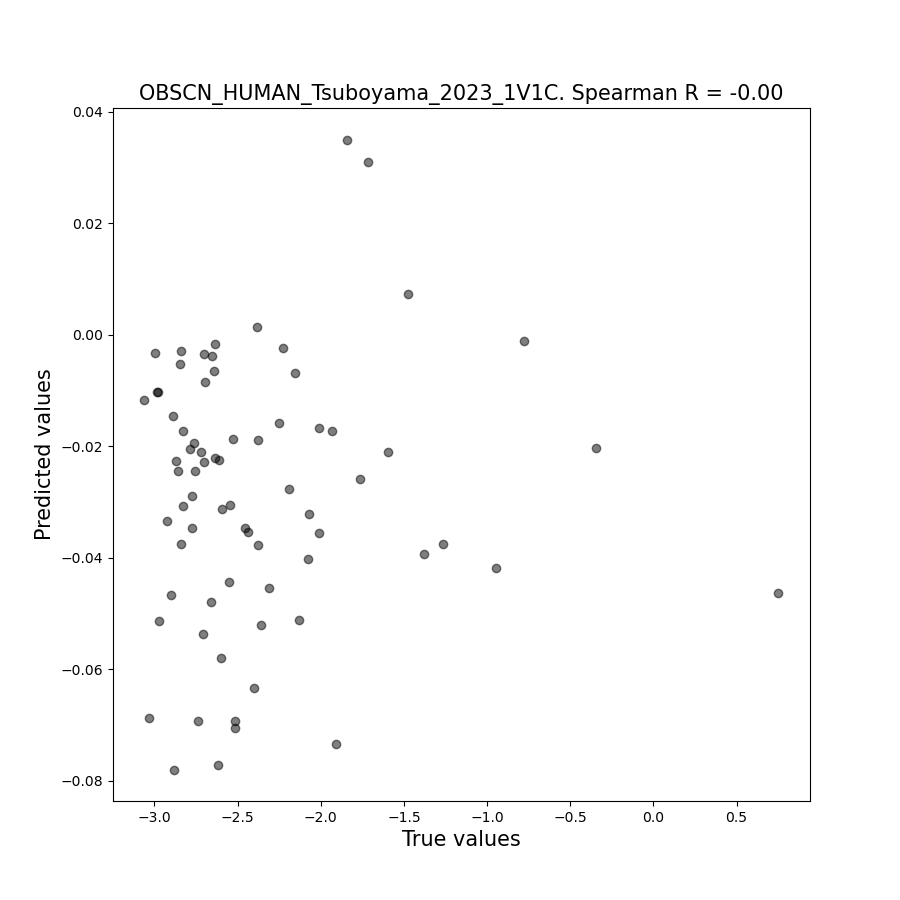 OBSCN_HUMAN_Tsuboyama_2023_1V1C. Spearman R = -0.00
0.04
0.02
0.00
−0.02
−0.04
−0.06
−0.08
Predicted values
−3.0 −2.5 −2.0 −1.5 −1.0 −0.5 0.0 0.5
True values